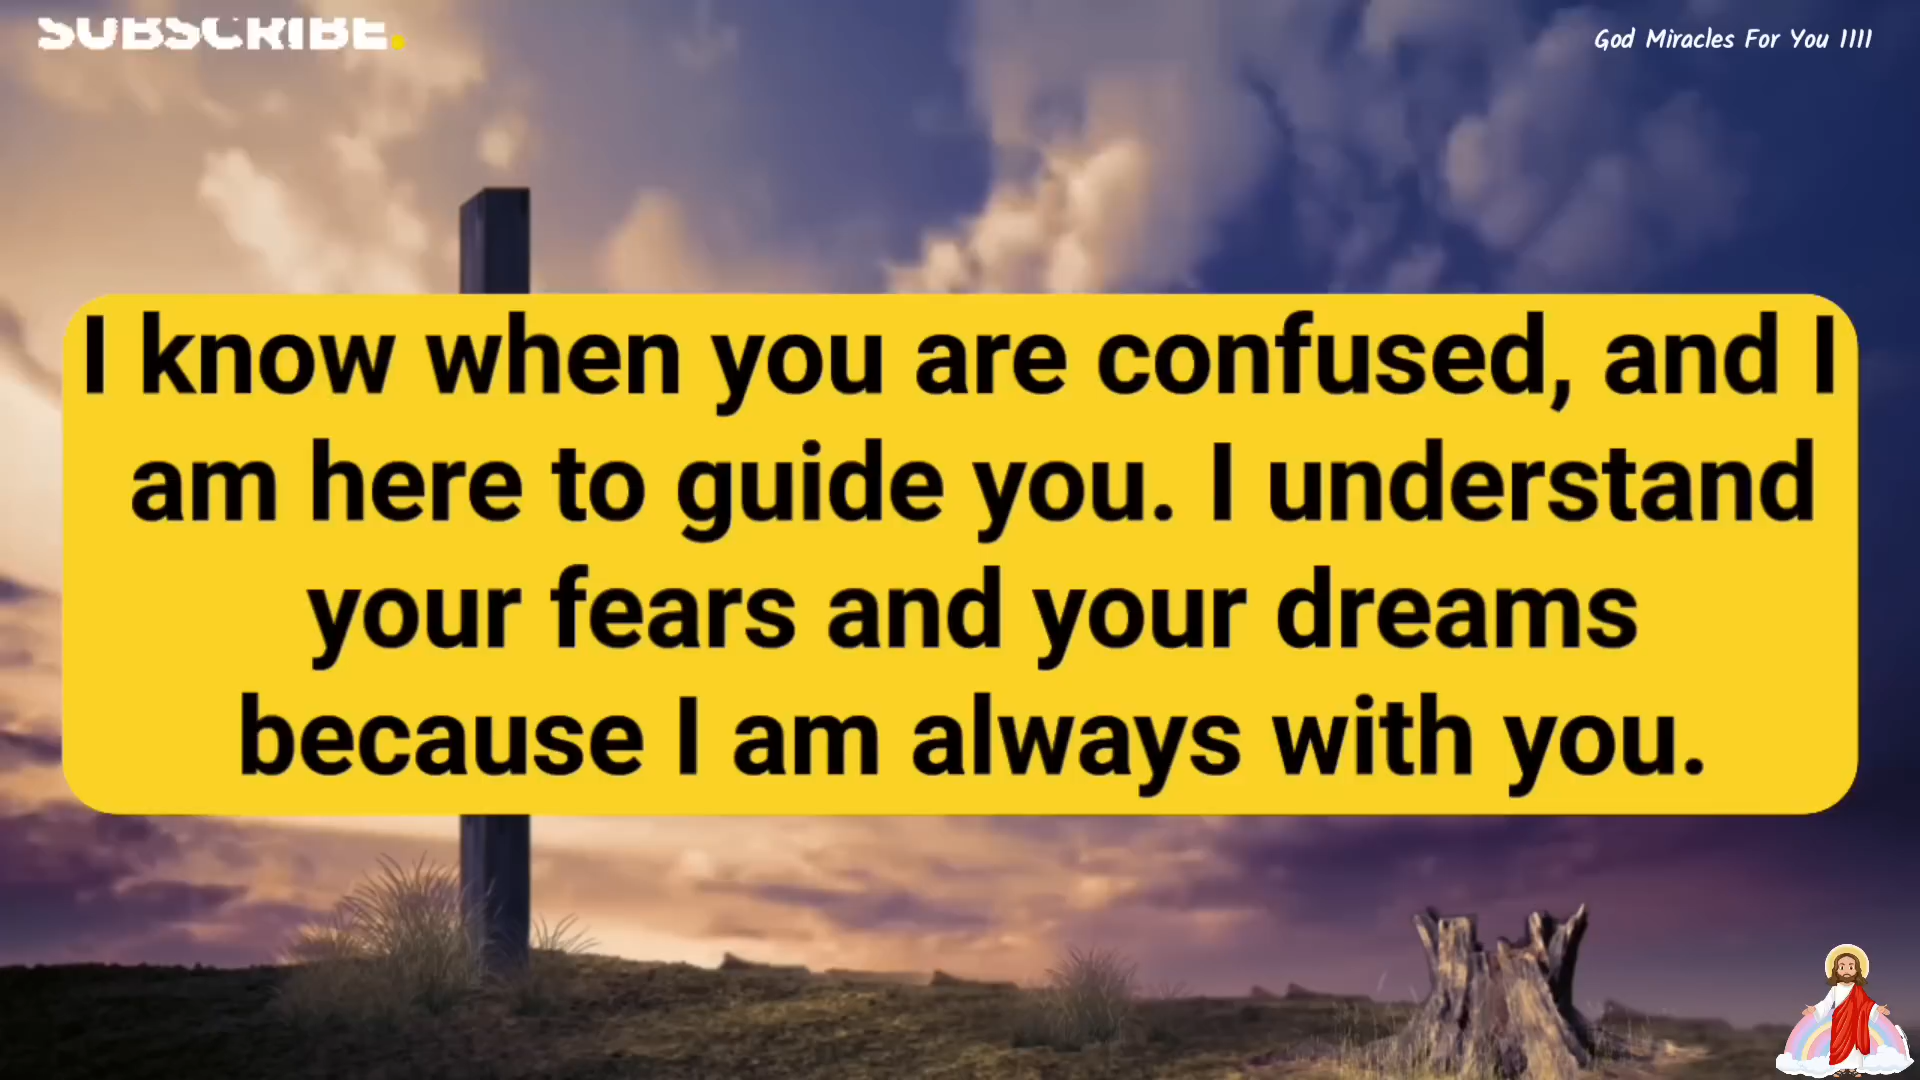 SUBSCRIBE.
God Miracles For You 1111
I know when you are confused, and I
am here to guide you. I understand
your fears and your dreams
because I am always with you.